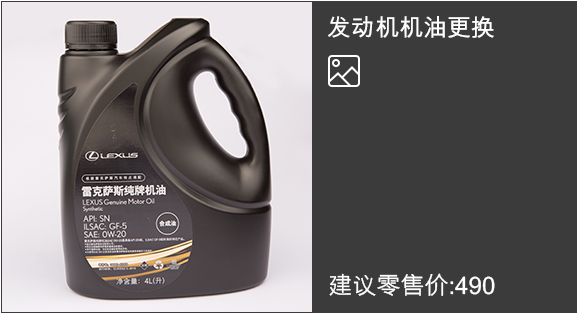 LEXUS
雷克萨斯纯牌机油
LEXUS Genuine Motor Oil
Synthetic
API: SN
ILSAC: GF-5
SAE: 0W-20
合成油
净含量: 4L(升)
发动机机油更换
建议零售价:490